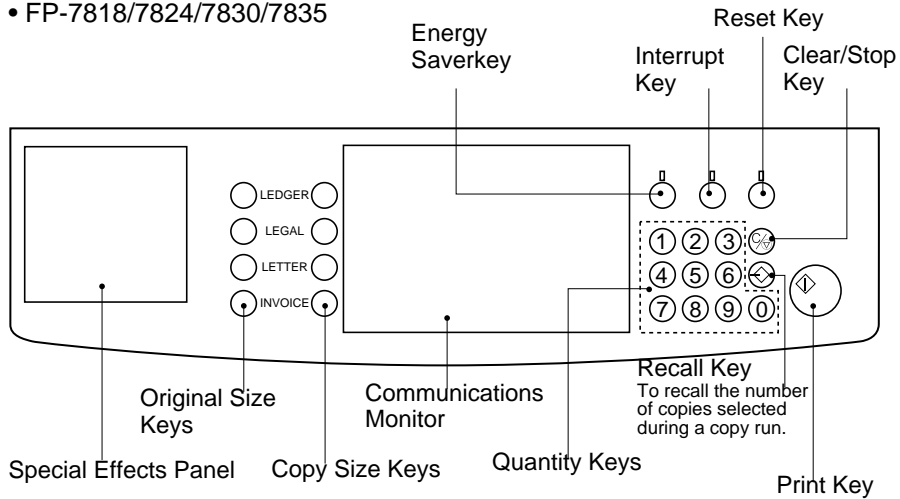 • FP-7818/7824/7830/7835
Reset Key
Energy
Saverkey
Interrupt
Key
Clear/Stop
Key
LEDGER
LEGAL
LETTER
INVOICE
1 2 3 C/▽
4 5 6
7 8 9 0
Original Size
Keys
Communications
Monitor
Recall Key
To recall the number
of copies selected
during a copy run.
Special Effects Panel
Copy Size Keys
Quantity Keys
Print Key